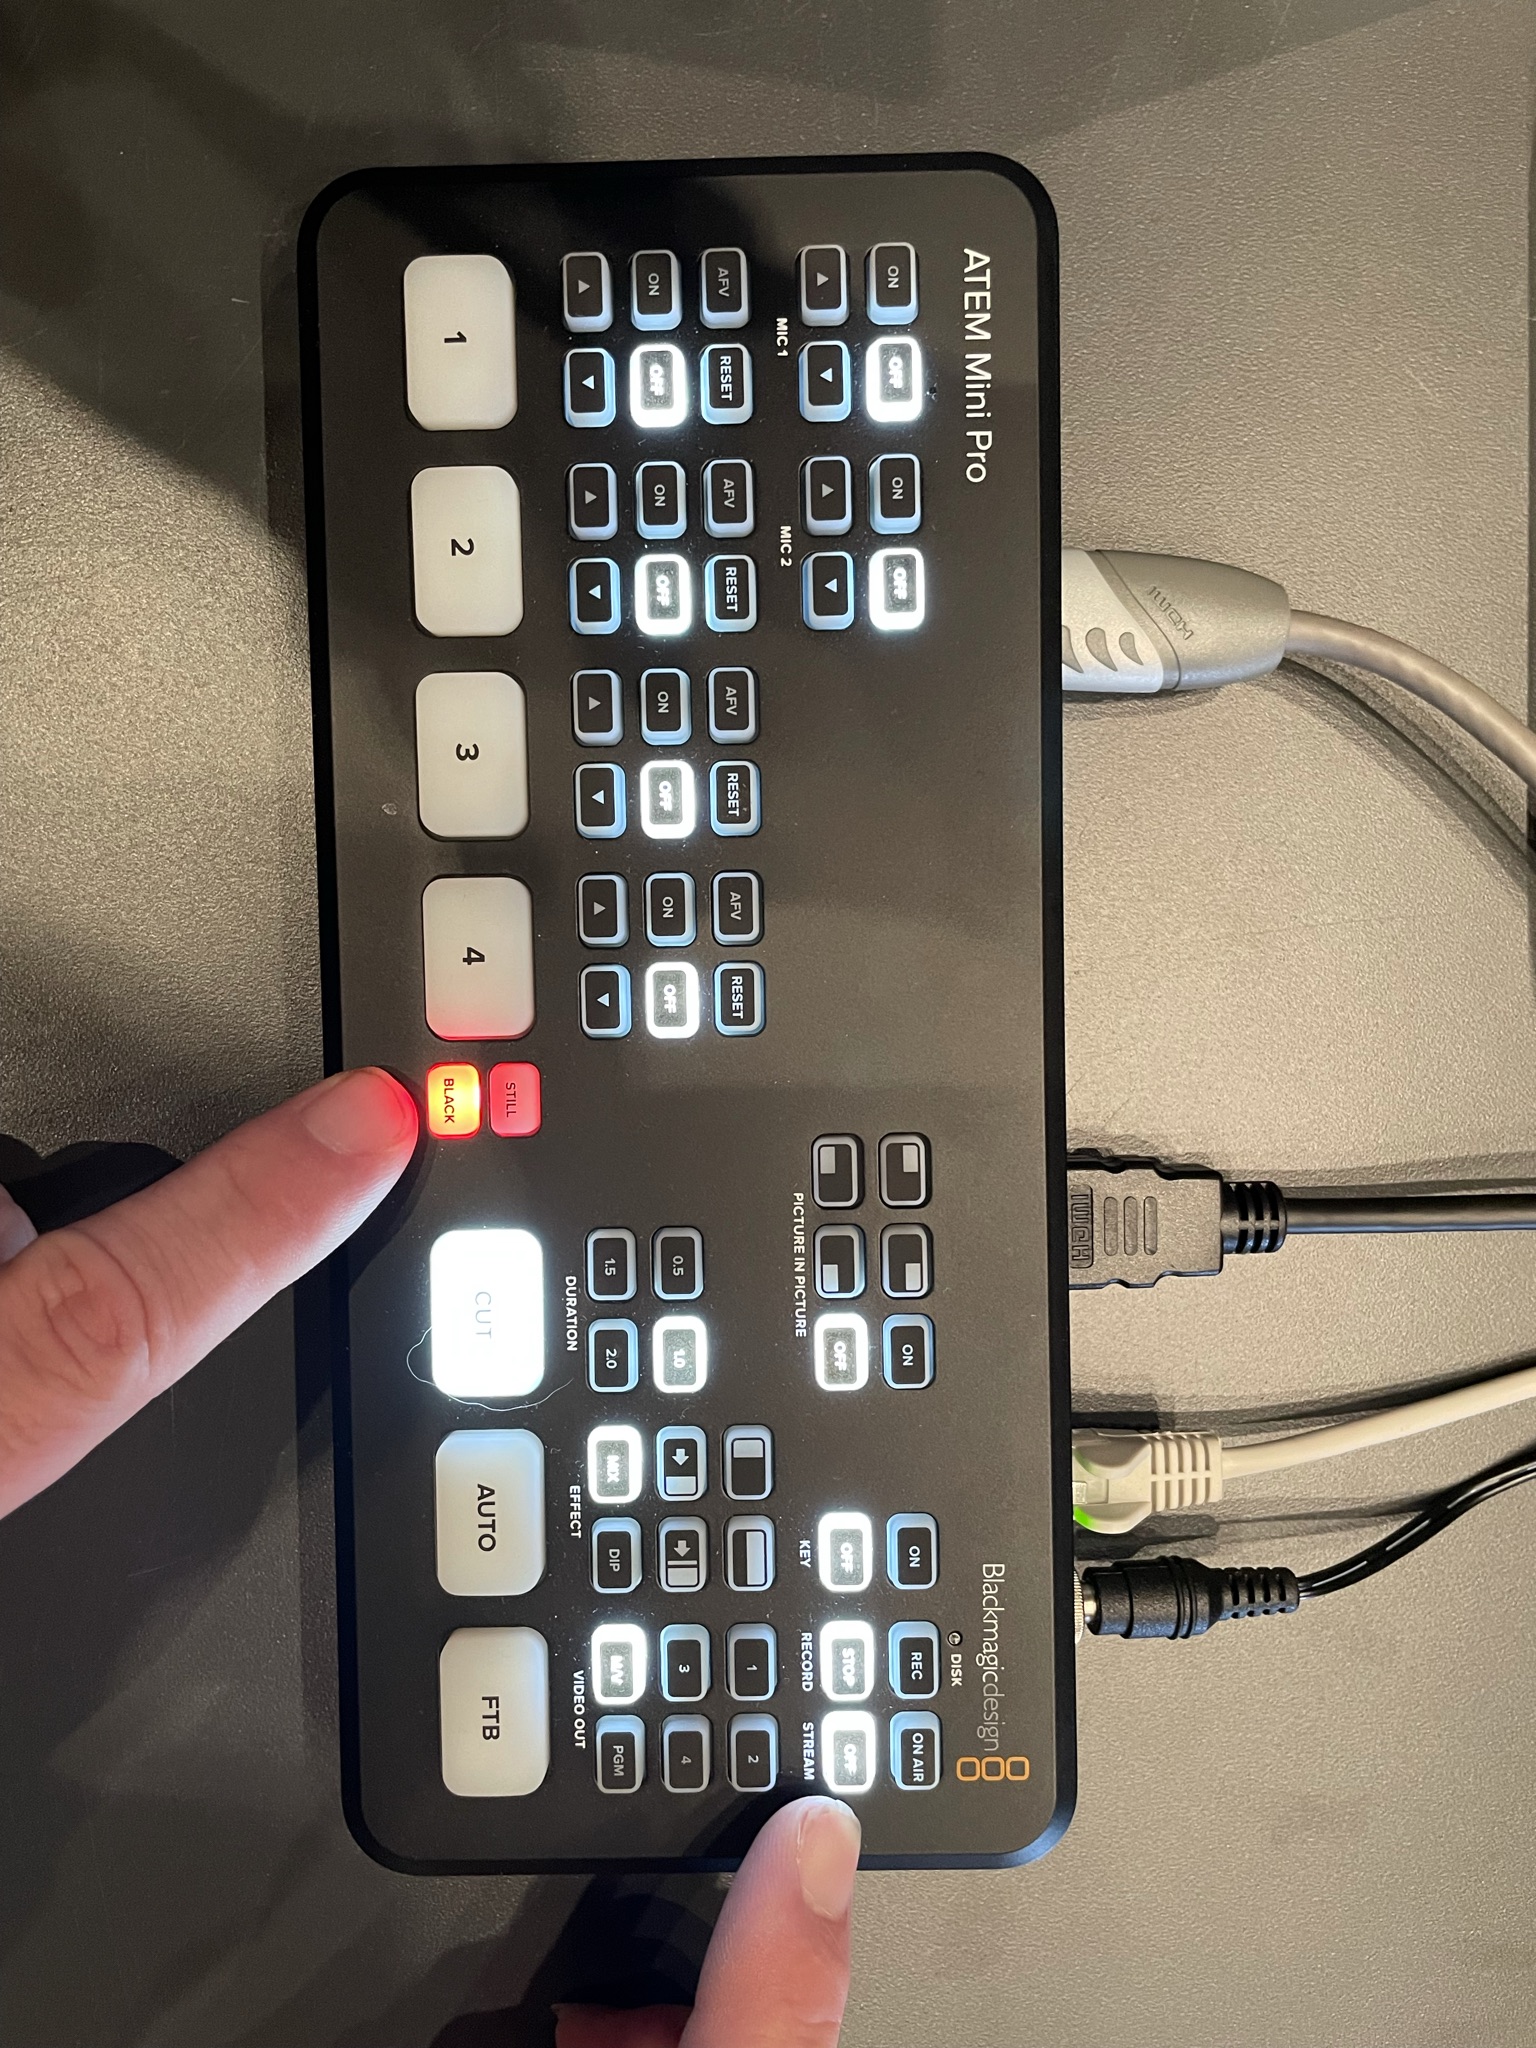 HDMI
HDMI
ATEM Mini Pro Blackmagicdesign
DISK
ON OFF ON OFF ON ON REC ON AIR
▲ ▼ ▲ ▼ OFF OFF STOP OFF
MIC 1 MIC 2 PICTURE IN PICTURE KEY RECORD STREAM
AFV RESET AFV RESET AFV RESET AFV RESET 1 2
ON OFF ON OFF ON OFF ON OFF 0.5 1.0 3 4
▲ ▼ ▲ ▼ ▲ ▼ ▲ ▼ 1.5 2.0 MIX DIP M/V PGM
DURATION EFFECT VIDEO OUT
STILL
1 2 3 4 BLACK CUT AUTO FTB